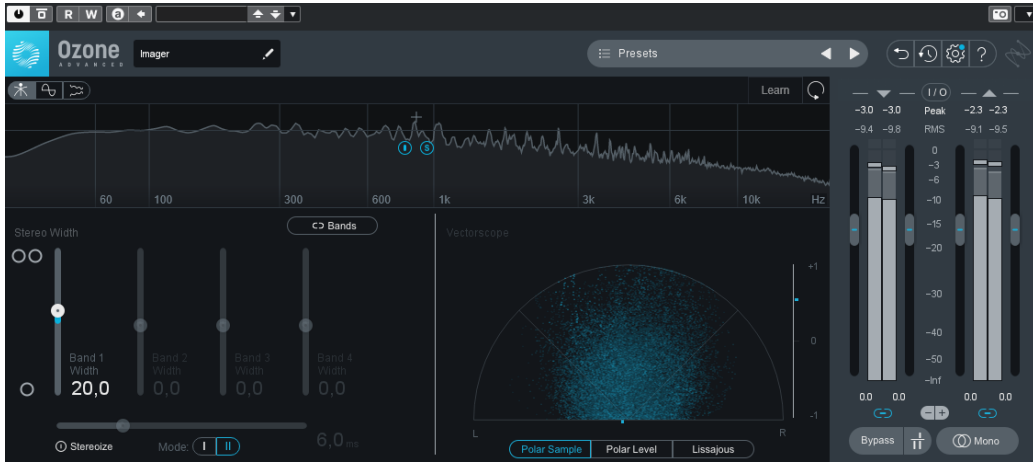 R W a
Ozone
ADVANCED
Imager
Presets
?
Learn
I S
60 100 300 600 1k 3k 6k 10k Hz
Stereo Width
Bands
Band 1 Width
20,0
Band 2 Width
0,0
Band 3 Width
0,0
Band 4 Width
0,0
Stereoize
Mode: I II
6,0 ms
Vectorscope
+1
0
-1
L R
Polar Sample Polar Level Lissajous
I/O
-3.0 -3.0 Peak -2.3 -2.3
-9.4 -9.8 RMS -9.1 -9.5
0
-3
-6
-10
-15
-20
-30
-40
-50
-Inf
0.0 0.0 0.0 0.0
Bypass
Mono